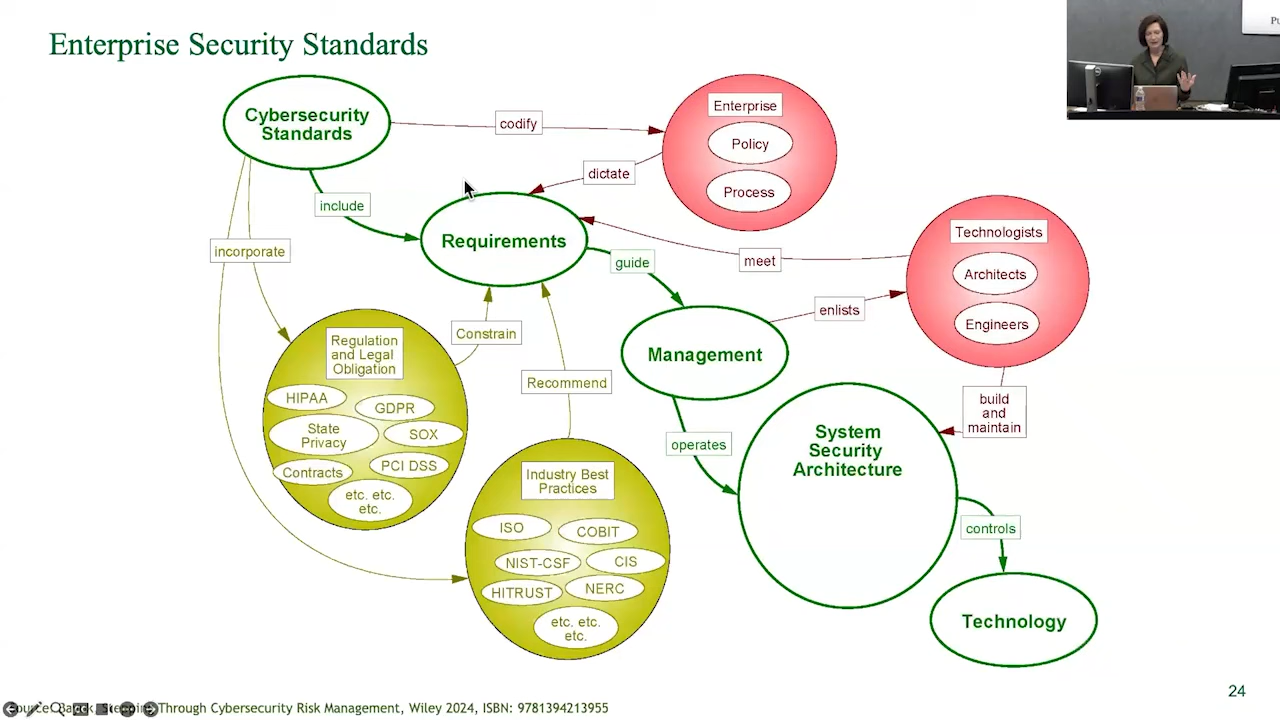 Enterprise Security Standards
Cybersecurity
Standards
codify
Enterprise
Policy
Process
dictate
include
incorporate
Requirements
guide
meet
Technologists
Architects
Engineers
enlists
Management
Constrain
Recommend
Regulation
and Legal
Obligation
HIPAA
GDPR
State
Privacy
SOX
Contracts
PCI DSS
etc. etc.
etc.
Industry Best
Practices
ISO
COBIT
NIST-CSF
CIS
HITRUST
NERC
etc. etc.
etc.
operates
System
Security
Architecture
build
and
maintain
controls
Technology
24
Through Cybersecurity Risk Management, Wiley 2024, ISBN: 9781394213955